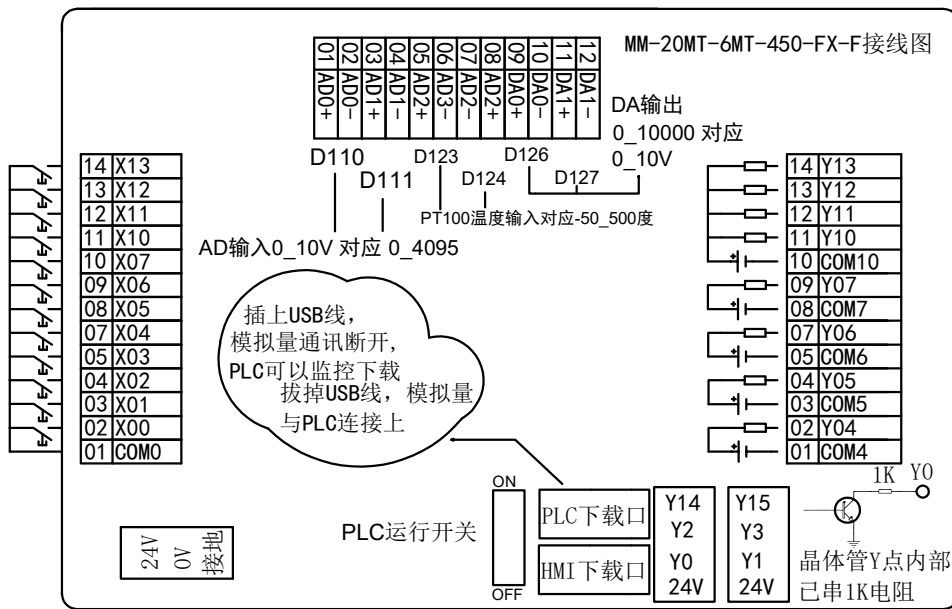 MM-20MT-6MT-450-FX-F接线图
01 AD0+
02 AD0-
03 AD1+
04 AD1-
05 AD2+
06 AD3-
07 AD2-
08 AD2+
09 DA0+
10 DA0-
11 DA1+
12 DA1-
DA输出
0_10000 对应
0_10V
D110
D111
D123
D124
D126
D127
PT100温度输入对应-50_500度
AD输入0_10V 对应 0_4095
14 X13
13 X12
12 X11
11 X10
10 X07
09 X06
08 X05
07 X04
05 X03
04 X02
03 X01
02 X00
01 COM0
插上USB线，
模拟量通讯断开，
PLC可以监控下载
拔掉USB线，模拟量
与PLC连接上
14 Y13
13 Y12
12 Y11
11 Y10
10 COM10
09 Y07
08 COM7
07 Y06
05 COM6
04 Y05
03 COM5
02 Y04
01 COM4
24V
0V
接地
PLC运行开关
ON
OFF
PLC下载口
HMI下载口
Y14
Y2
Y0
24V
Y15
Y3
Y1
24V
1K
Y0
晶体管Y点内部
已串1K电阻